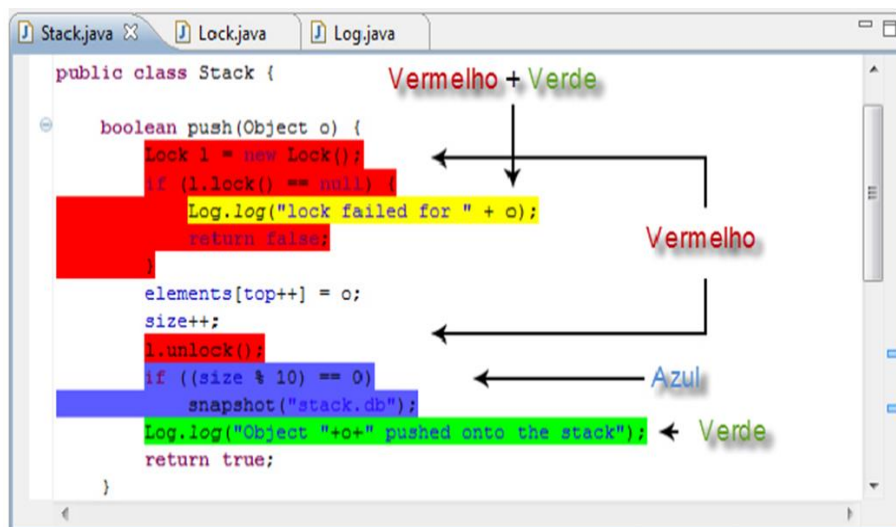 Stack.java Lock.java Log.java
public class Stack {
Vermelho + Verde
boolean push(Object o) {
Lock l = new Lock();
if (l.lock() == null) {
Log.log("lock failed for " + o);
return false;
Vermelho
}
elements[top++] = o;
size++;
l.unlock();
if ((size % 10) == 0)
Azul
snapshot("stack.db");
Log.log("Object "+o+" pushed onto the stack");
Verde
return true;
}